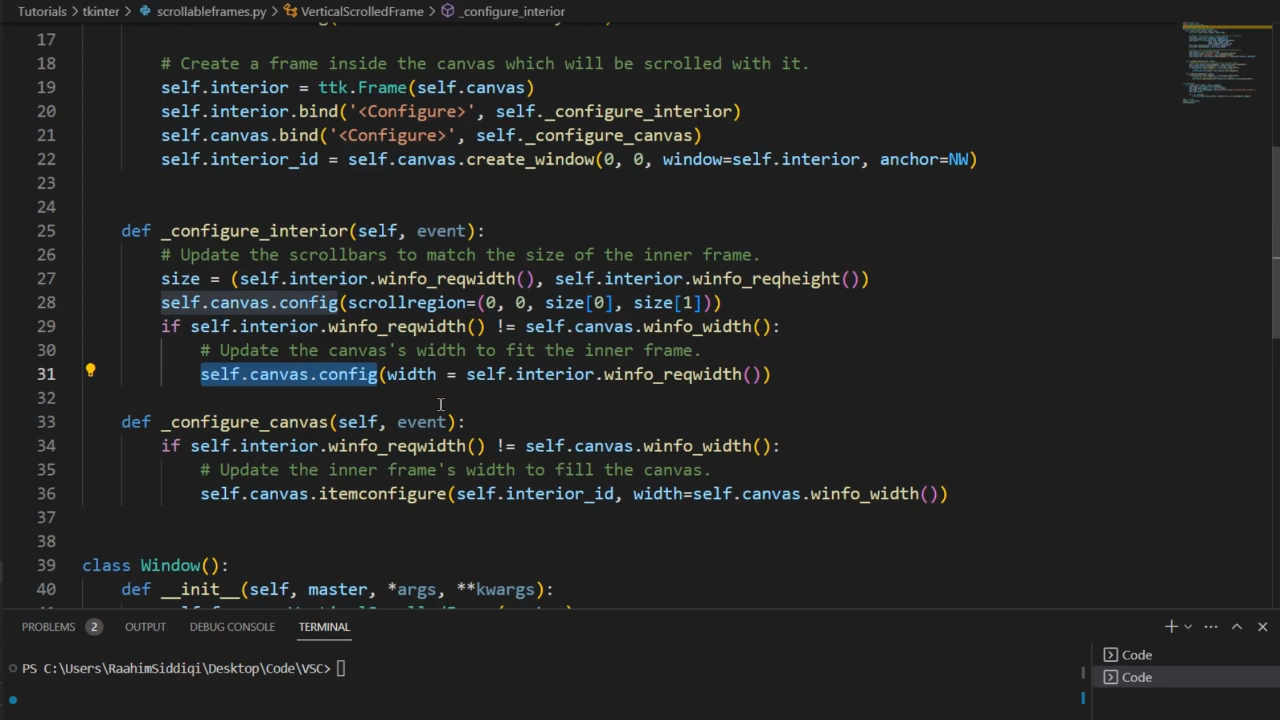 Tutorials > tkinter > scrollableframes.py > VerticalScrolledFrame > _configure_interior
17
18 # Create a frame inside the canvas which will be scrolled with it.
19 self.interior = ttk.Frame(self.canvas)
20 self.interior.bind('<Configure>', self._configure_interior)
21 self.canvas.bind('<Configure>', self._configure_canvas)
22 self.interior_id = self.canvas.create_window(0, 0, window=self.interior, anchor=NW)
23
24
25 def _configure_interior(self, event):
26 # Update the scrollbars to match the size of the inner frame.
27 size = (self.interior.winfo_reqwidth(), self.interior.winfo_reqheight())
28 self.canvas.config(scrollregion=(0, 0, size[0], size[1]))
29 if self.interior.winfo_reqwidth() != self.canvas.winfo_width():
30 # Update the canvas's width to fit the inner frame.
31 self.canvas.config(width = self.interior.winfo_reqwidth())
32
33 def _configure_canvas(self, event):
34 if self.interior.winfo_reqwidth() != self.canvas.winfo_width():
35 # Update the inner frame's width to fill the canvas.
36 self.canvas.itemconfigure(self.interior_id, width=self.canvas.winfo_width())
37
38
39 class Window():
40 def __init__(self, master, *args, **kwargs):
PROBLEMS 2 OUTPUT DEBUG CONSOLE TERMINAL
PS C:\Users\RaahimSiddiqi\Desktop\Code\VSC>
Code
Code